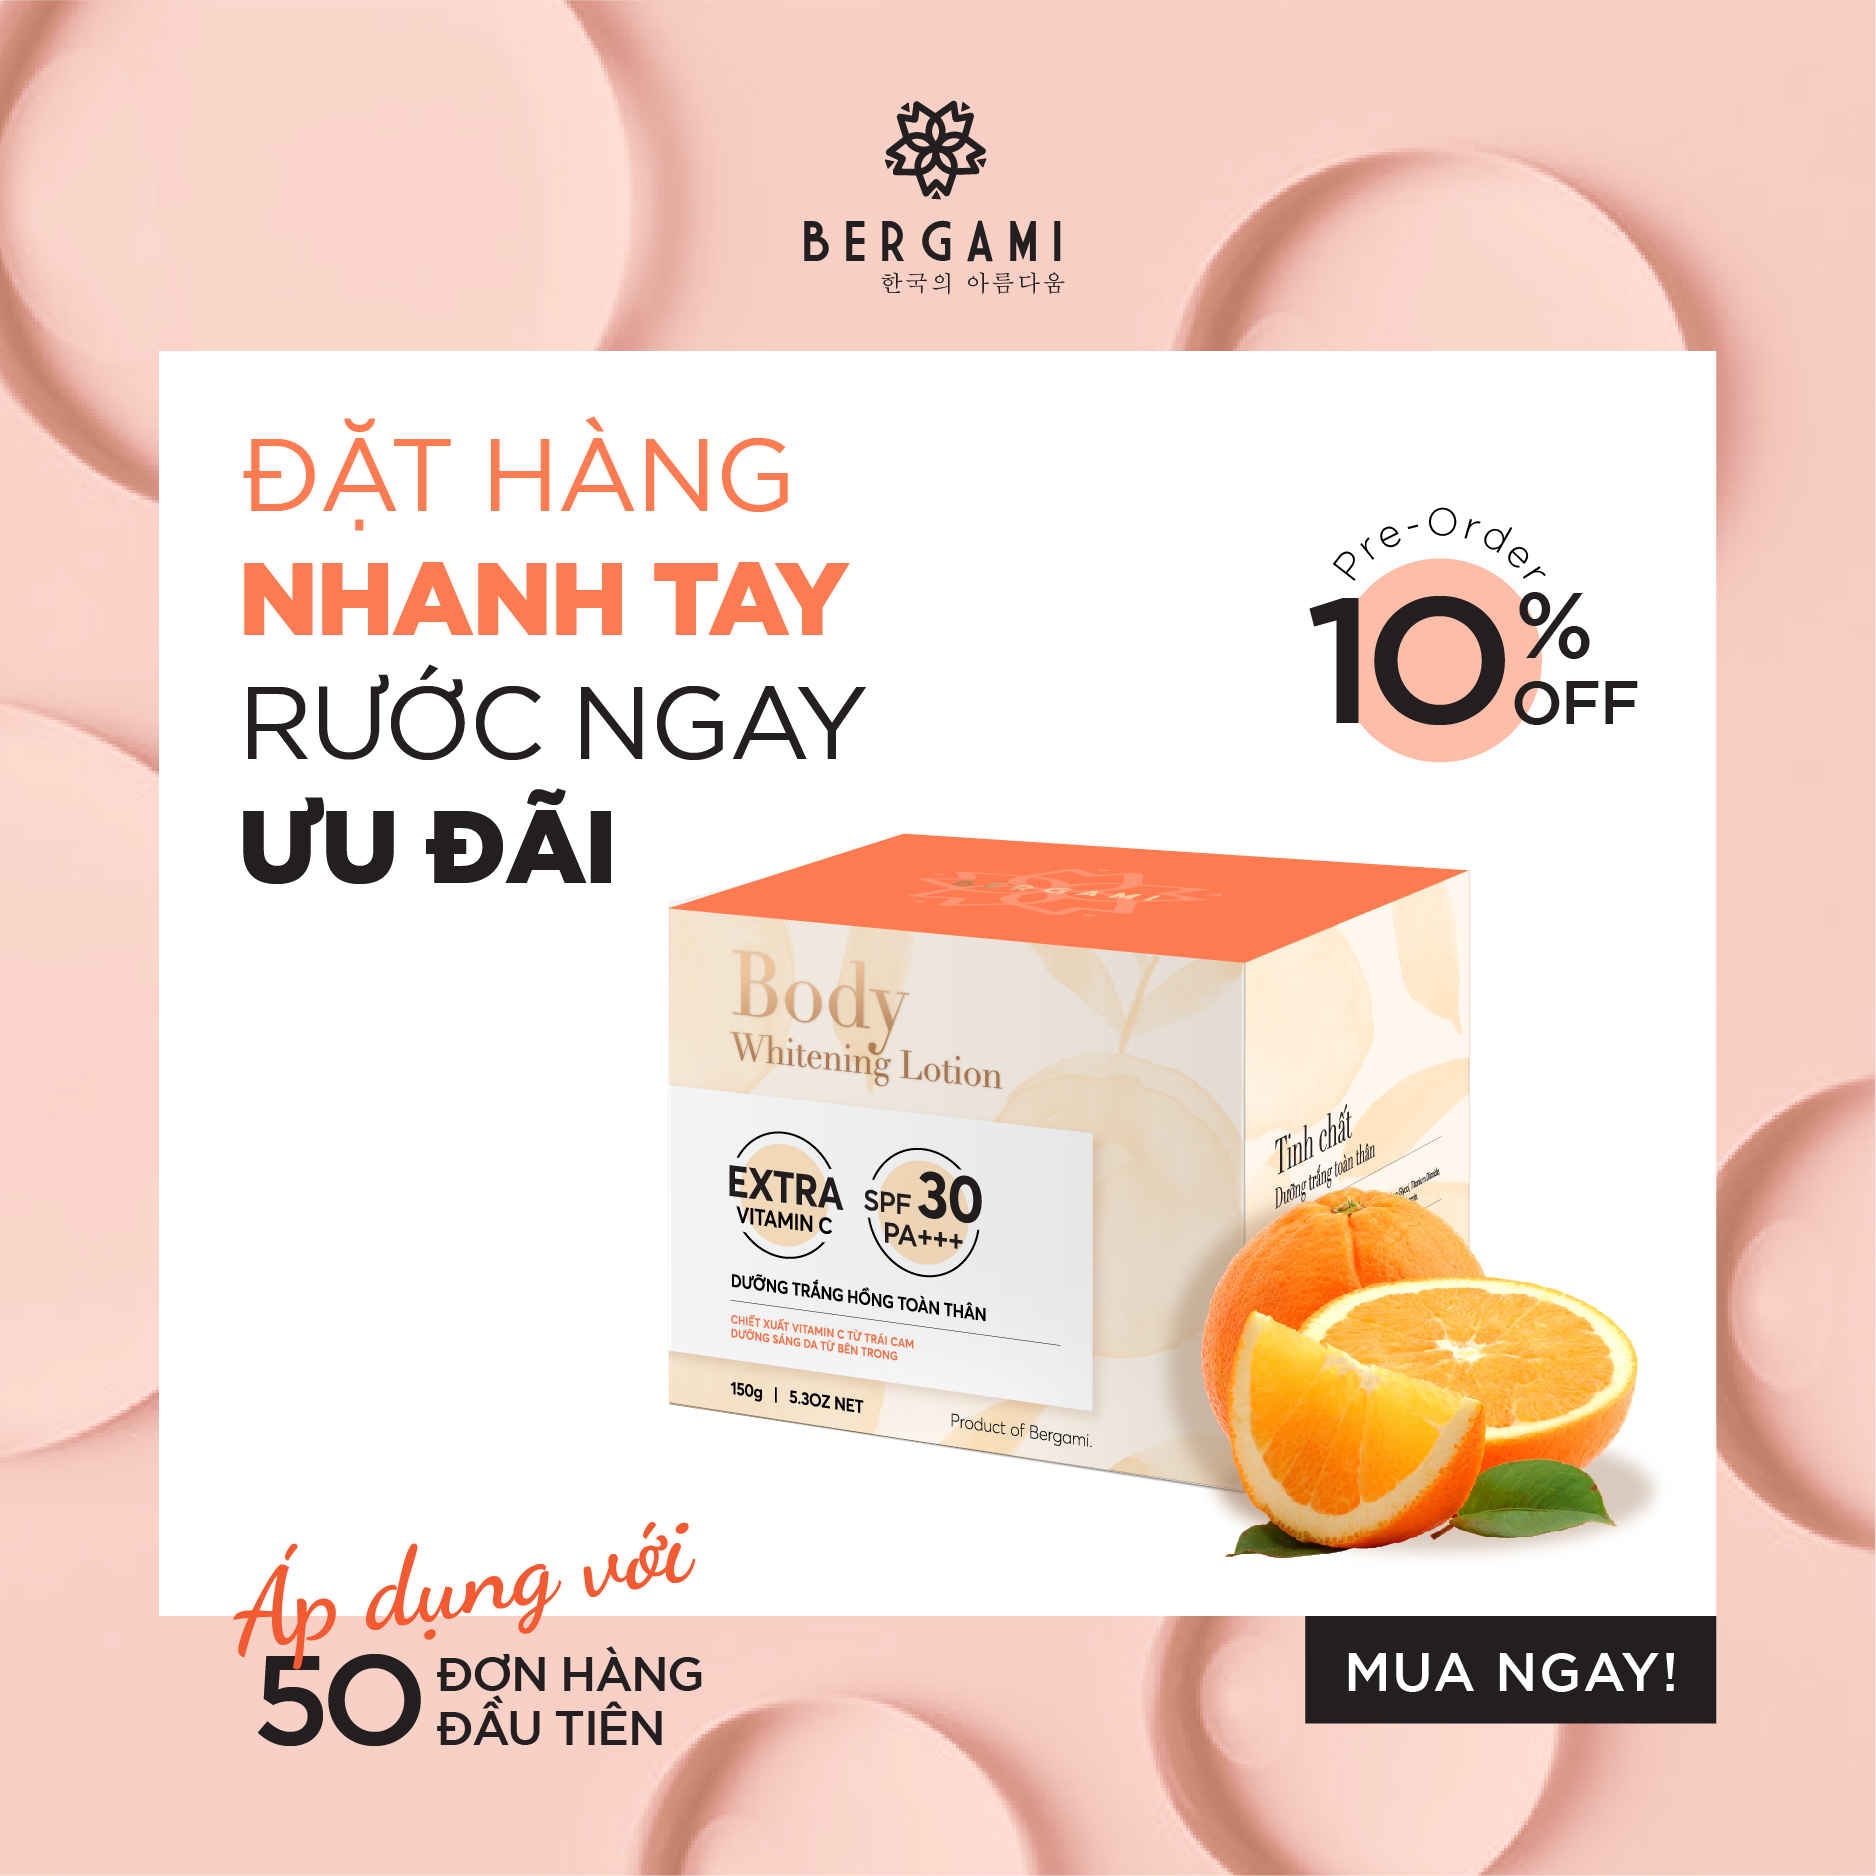 BERGAMI
한국의 아름다움
ĐẶT HÀNG
NHANH TAY
RƯỚC NGAY
ƯU ĐÃI
Pre-Order
10%
OFF
BERGAMI
Body
Whitening Lotion
EXTRA
VITAMIN C
SPF 30
PA+++
DƯỠNG TRẮNG HỒNG TOÀN THÂN
CHIẾT XUẤT VITAMIN C TỪ TRÁI CAM
DƯỠNG SÁNG DA TỪ BÊN TRONG
150g | 5.3OZ NET
Product of Bergami.
Tinh chất
Dưỡng trắng toàn thân
Áp dụng với
50 ĐƠN HÀNG
ĐẦU TIÊN
MUA NGAY!